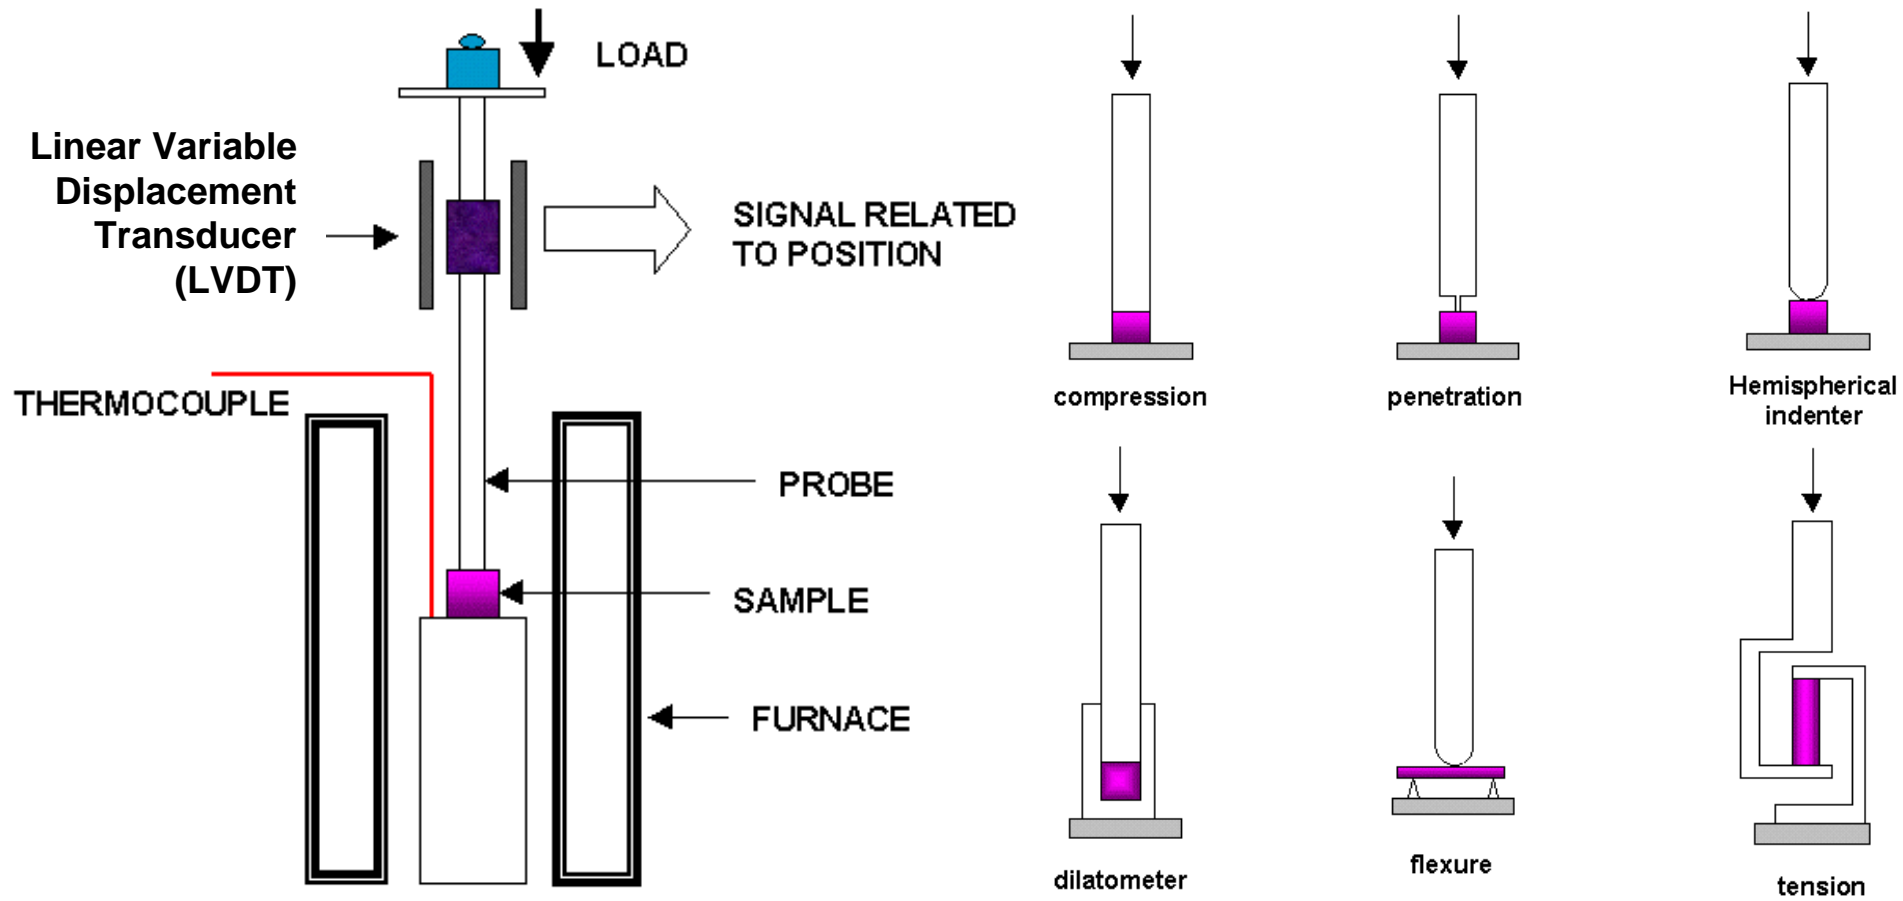 LOAD
Linear Variable
Displacement
Transducer
(LVDT)
SIGNAL RELATED
TO POSITION
THERMOCOUPLE
PROBE
SAMPLE
FURNACE
compression
penetration
Hemispherical
indenter
dilatometer
flexure
tension